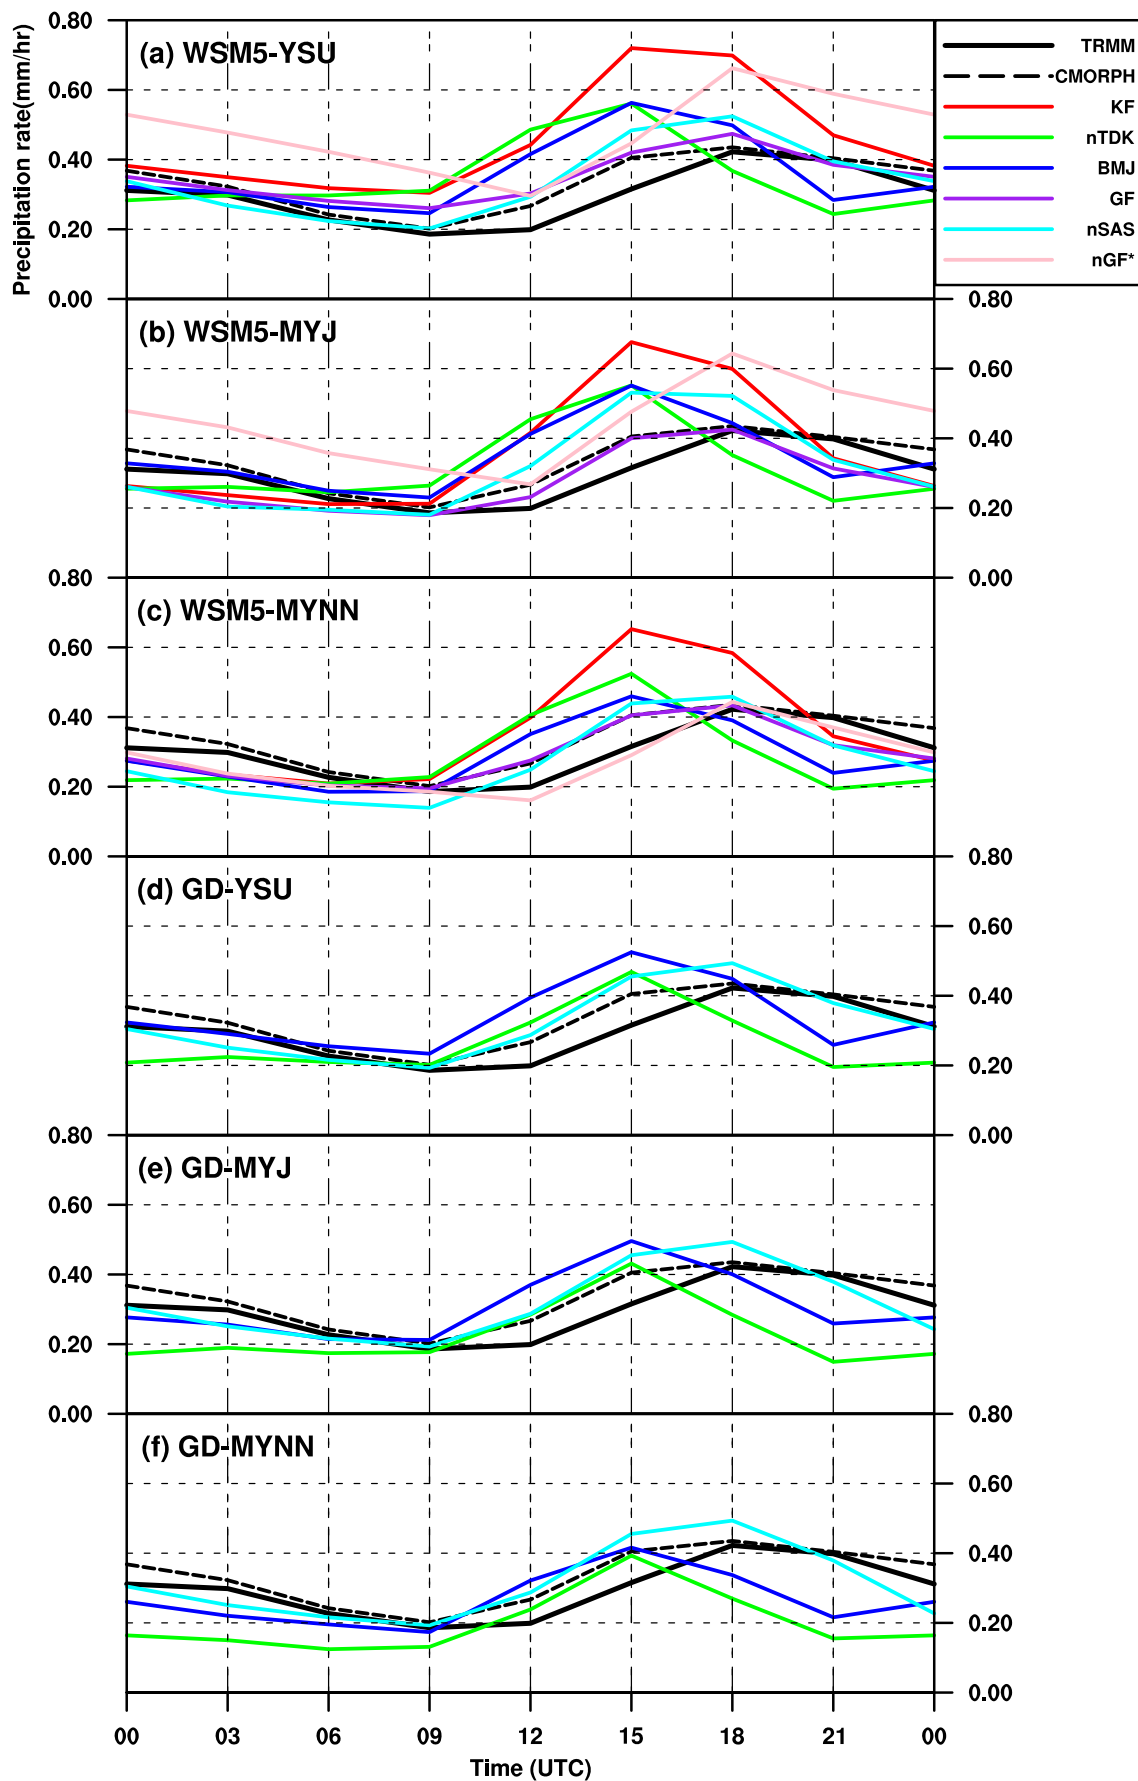 0.80
(a) WSM5-YSU
0.60
0.40
0.20
0.00
Precipitation rate(mm/hr)
TRMM
CMORPH
KF
nTDK
BMJ
GF
nSAS
nGF*
0.80
(b) WSM5-MYJ
0.60
0.40
0.20
0.80
0.00
(c) WSM5-MYNN
0.60
0.40
0.20
0.00
0.80
(d) GD-YSU
0.60
0.40
0.20
0.80
0.00
(e) GD-MYJ
0.60
0.40
0.20
0.00
0.80
(f) GD-MYNN
0.60
0.40
0.20
0.00
00 03 06 09 12 15 18 21 00
Time (UTC)